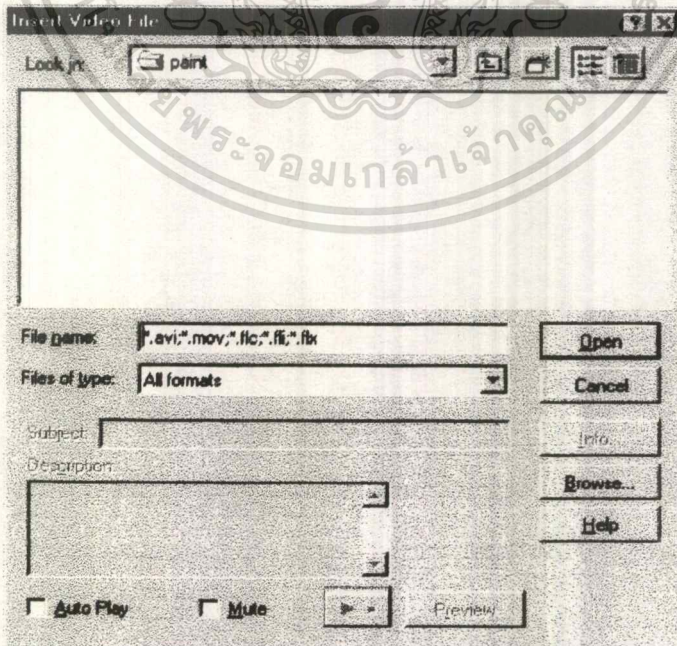 Insert Video File
Look in: paint
ยพระจอมเกล้าเจ้าคุณ
File name: *.avi;*.mov;*.flc;*.fli;*.flx
Open
Files of type: All formats
Cancel
Subject:
Info...
Description:
Browse...
Help
Auto Play
Mute
Preview